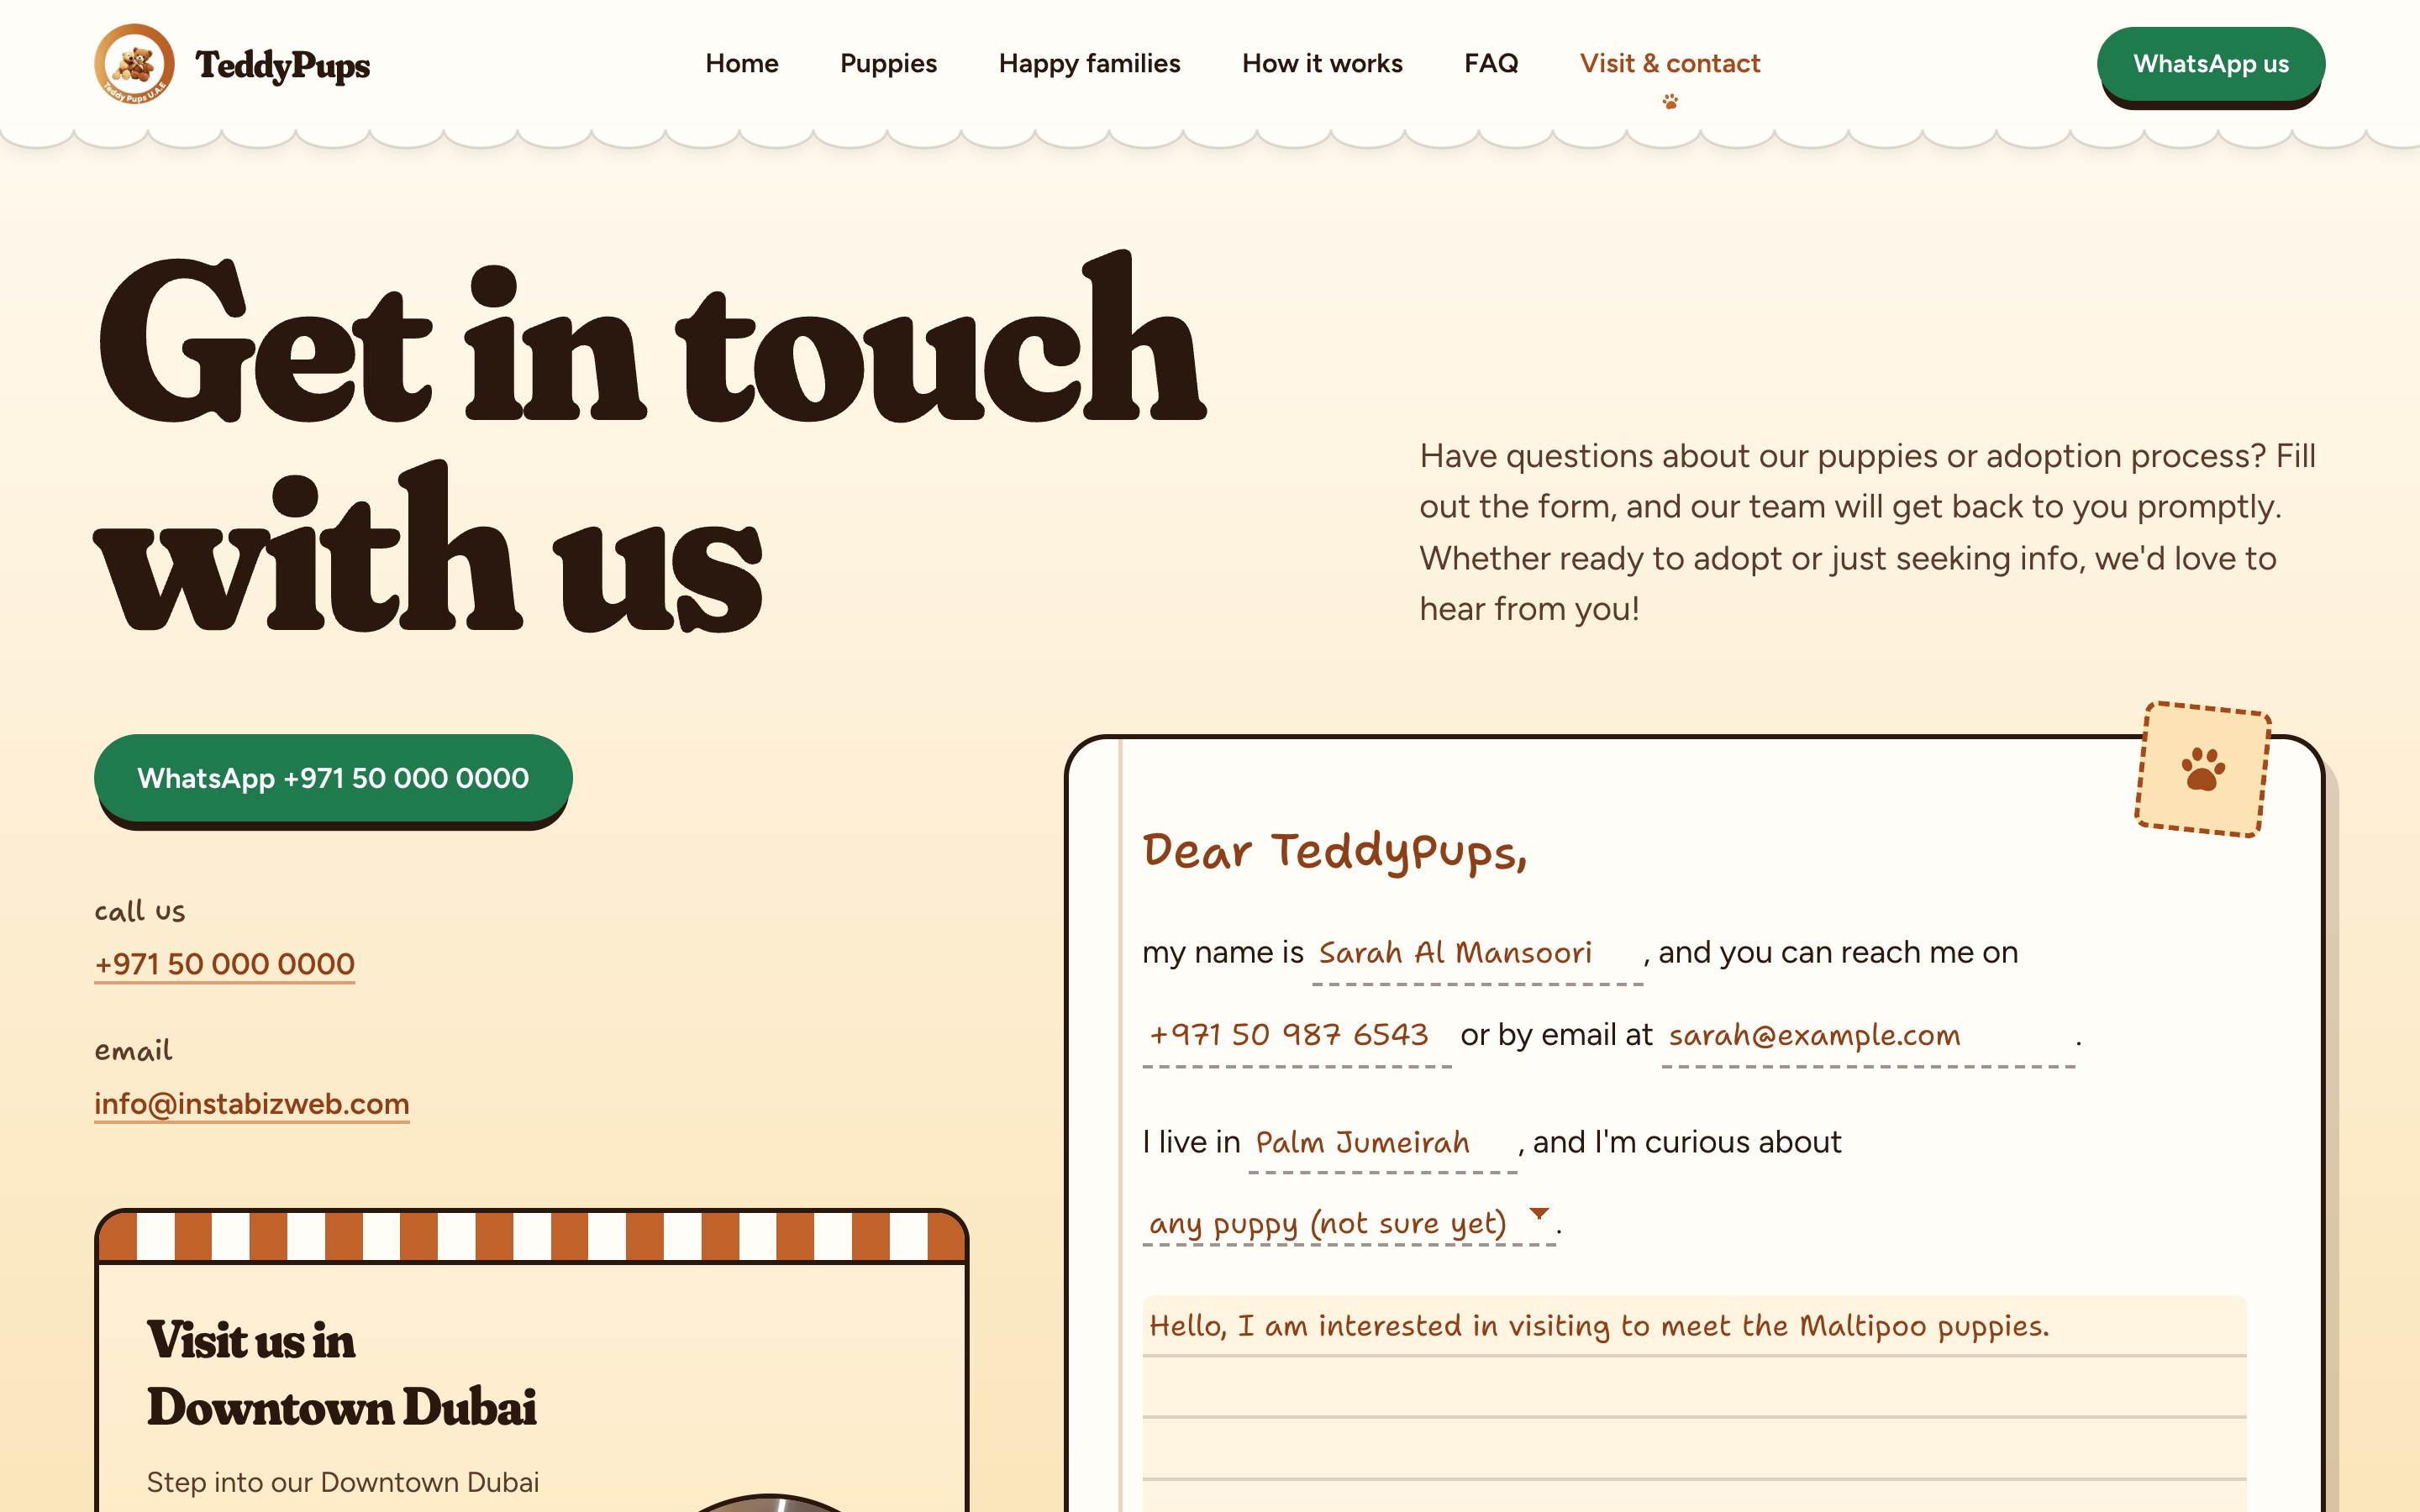 Teddy Pups U.A.E
TeddyPups
Home
Puppies
Happy families
How it works
FAQ
Visit & contact
WhatsApp us
Get in touch
with us
Have questions about our puppies or adoption process? Fill
out the form, and our team will get back to you promptly.
Whether ready to adopt or just seeking info, we'd love to
hear from you!
WhatsApp +971 50 000 0000
call us
+971 50 000 0000
email
info@instabizweb.com
Visit us in
Downtown Dubai
Step into our Downtown Dubai
Dear TeddyPups,
my name is Sarah Al Mansoori , and you can reach me on
+971 50 987 6543 or by email at sarah@example.com .
I live in Palm Jumeirah , and I'm curious about
any puppy (not sure yet) .
Hello, I am interested in visiting to meet the Maltipoo puppies.